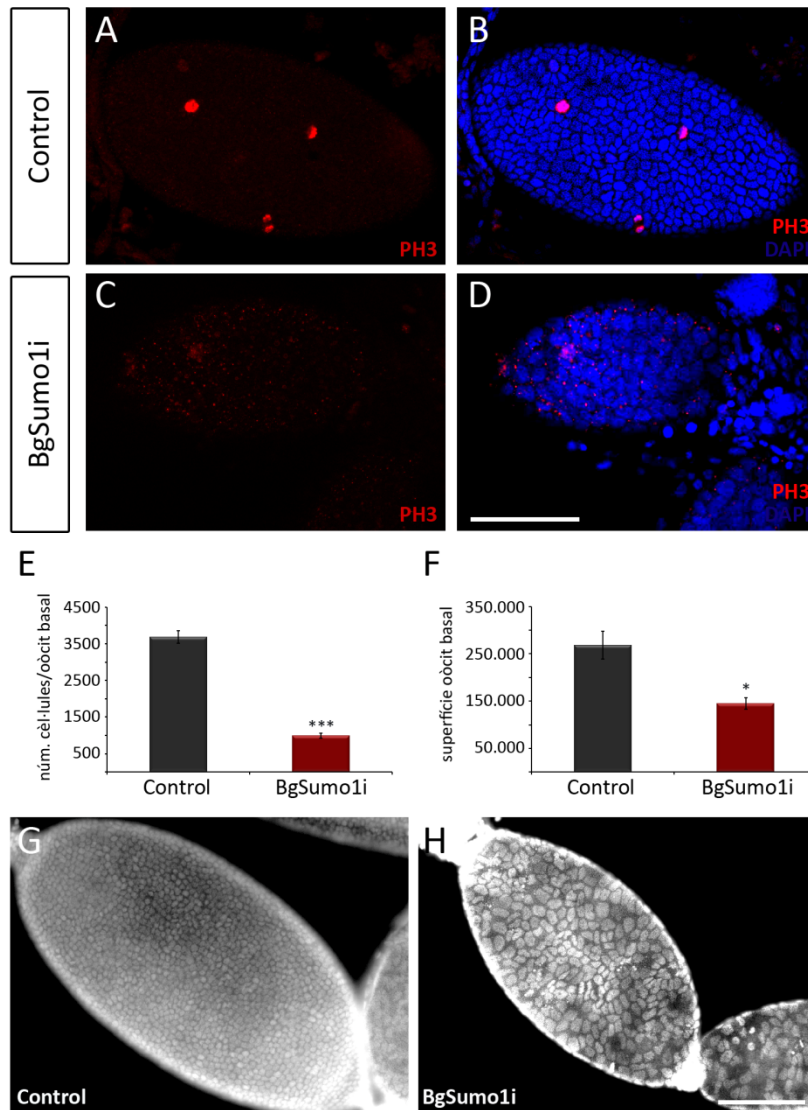 Control
A
PH3
B
PH3
DAPI
BgSumo1i
C
PH3
D
PH3
DAPI
E
núm. cèl·lules/oòcit basal
4500
3500
2500
1500
500
***
Control
BgSumo1i
F
superfície oòcit basal
350.000
250.000
150.000
50.000
*
Control
BgSumo1i
G
Control
H
BgSumo1i